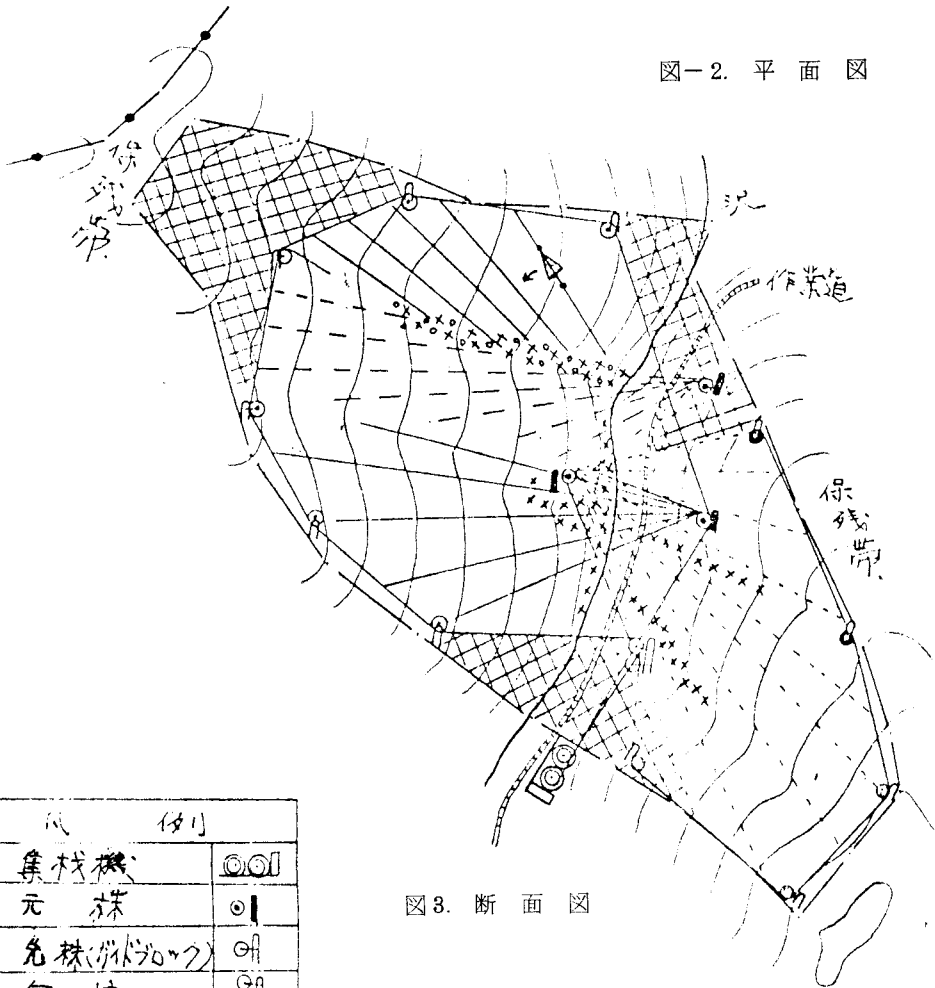 図－2. 平面図
保残帯
沢
作業道
保残帯
凡例
集材機
元株
先株(ガイドブロック)
図3. 断面図